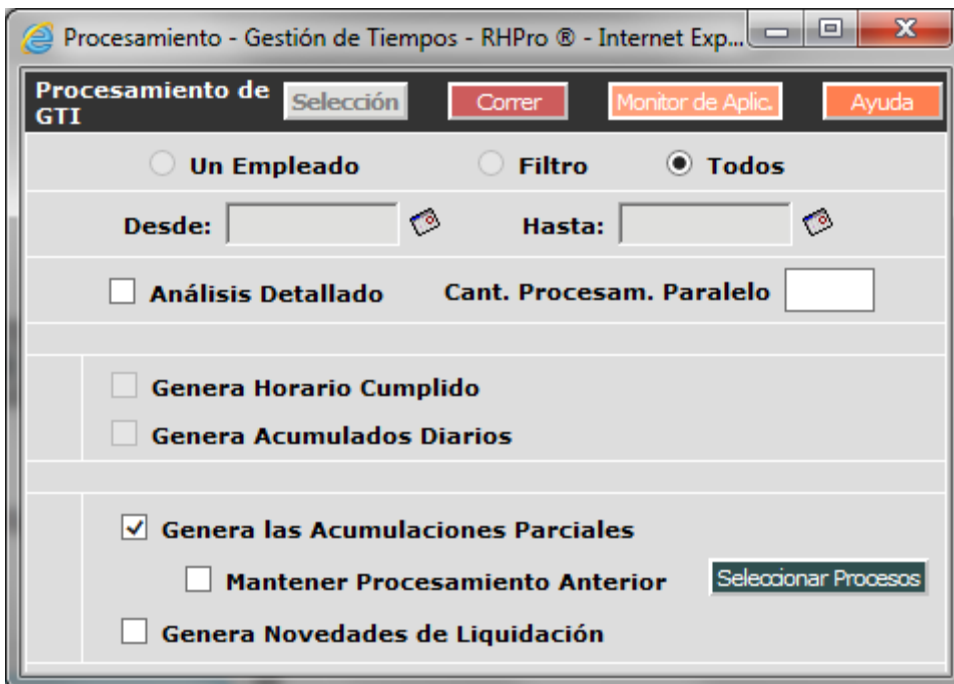 Procesamiento - Gestión de Tiempos - RHPro ® - Internet Exp...
Procesamiento de GTI
Selección
Correr
Monitor de Aplic.
Ayuda
Un Empleado
Filtro
Todos
Desde:
Hasta:
Análisis Detallado
Cant. Procesam. Paralelo
Genera Horario Cumplido
Genera Acumulados Diarios
Genera las Acumulaciones Parciales
Mantener Procesamiento Anterior
Seleccionar Procesos
Genera Novedades de Liquidación